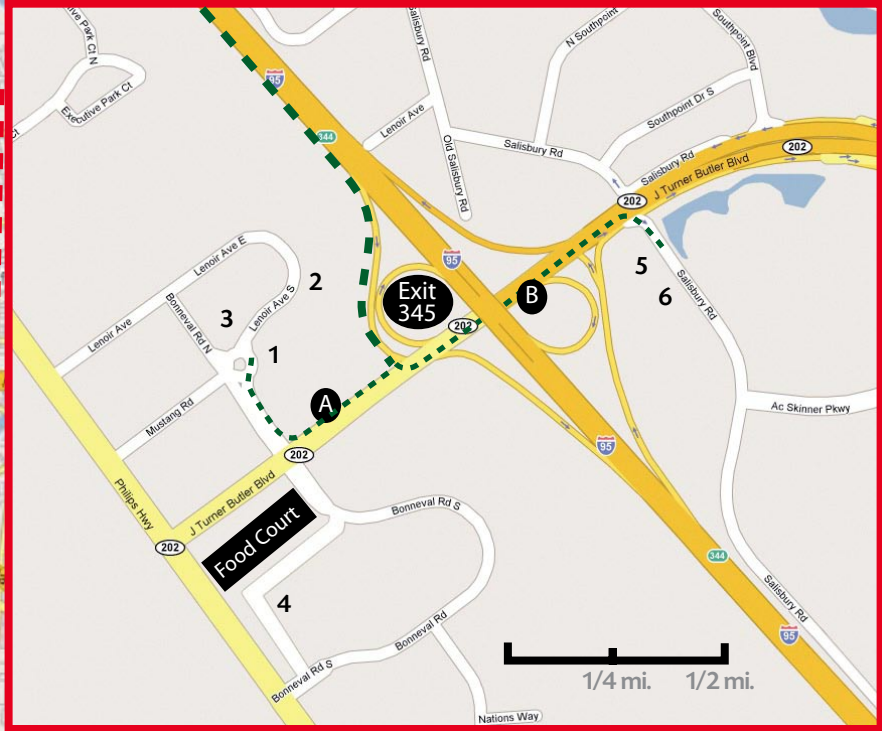 ive Park Ct N
Executive Park Ct
Ct
95
344
Salisbury Rd
Lenoir Ave
Old Salisbury Rd
N Southpoint
Southpoint Blvd
Southpoint Dr S
Salisbury Rd
Salisbury Rd
202
J Turner Butler Blvd
202
Lenoir Ave E
2
Lenoir Ave S
Bonneval Rd N
3
Lenoir Ave
1
Mustang Rd
95
Exit
345
B
202
5
6
Salisbury Rd
A
202
Ac Skinner Pkwy
95
Philips Hwy
J Turner Butler Blvd
202
Food Court
Bonneval Rd S
4
Bonneval Rd
Bonneval Rd S
344
Salisbury Rd
95
1/4 mi.
1/2 mi.
Nations Way